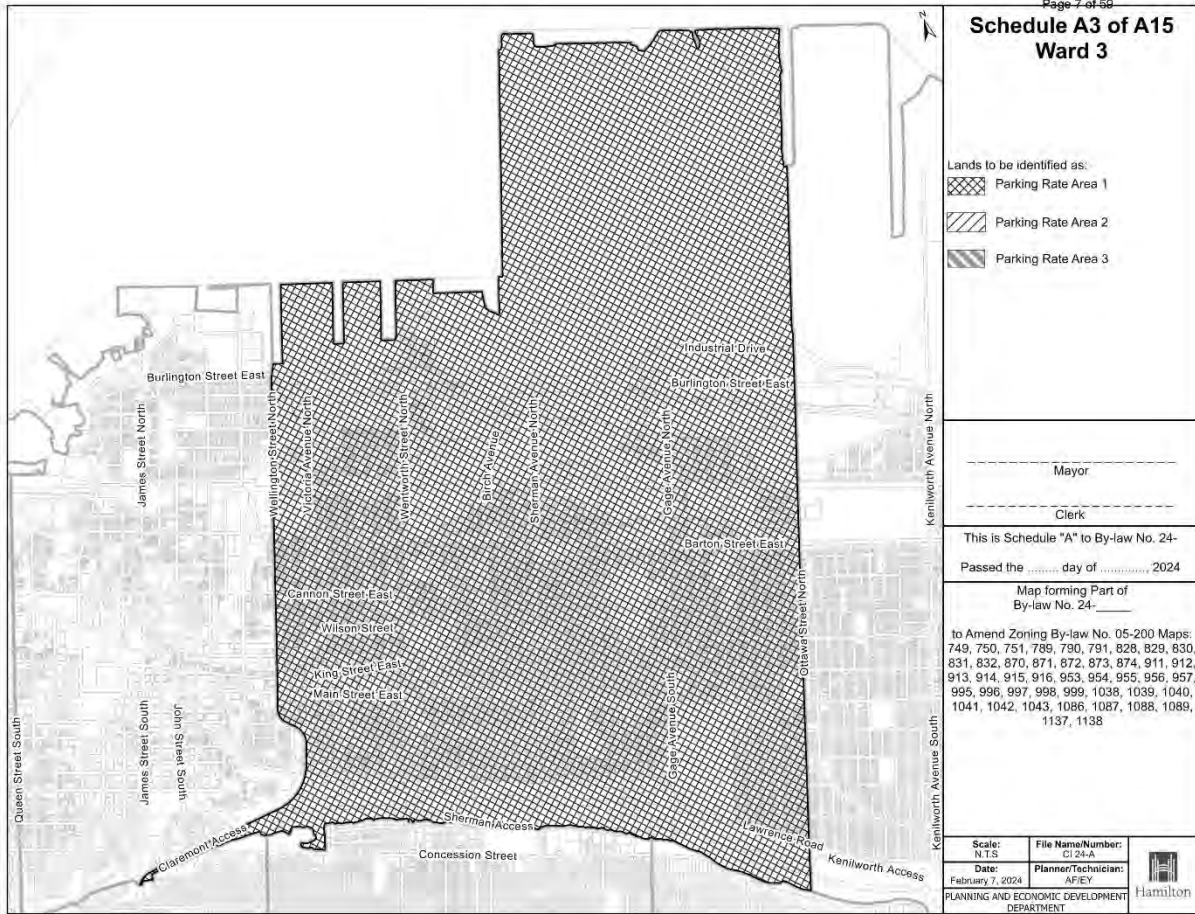 Page 7 of 59
Schedule A3 of A15
Ward 3
Lands to be identified as:
Parking Rate Area 1
Parking Rate Area 2
Parking Rate Area 3
Mayor
Clerk
This is Schedule "A" to By-law No. 24-
Passed the ......... day of ............., 2024
Map forming Part of
By-law No. 24-_____
to Amend Zoning By-law No. 05-200 Maps:
749, 750, 751, 789, 790, 791, 828, 829, 830,
831, 832, 870, 871, 872, 873, 874, 911, 912,
913, 914, 915, 916, 953, 954, 955, 956, 957,
995, 996, 997, 998, 999, 1038, 1039, 1040,
1041, 1042, 1043, 1086, 1087, 1088, 1089,
1137, 1138
Scale:
N.T.S
File Name/Number:
CI 24-A
Date:
February 7, 2024
Planner/Technician:
AF/EY
PLANNING AND ECONOMIC DEVELOPMENT
DEPARTMENT
Hamilton
N
Industrial Drive
Burlington Street East
Burlington Street East
James Street North
Wellington Street North
Victoria Avenue North
Wentworth Street North
Birch Avenue
Sherman Avenue North
Gage Avenue North
Kenilworth Avenue North
Barton Street East
Cannon Street East
Wilson Street
King Street East
Main Street East
Ottawa Street North
Gage Avenue South
Queen Street South
James Street South
John Street South
Kenilworth Avenue South
Claremont Access
Sherman Access
Concession Street
Lawrence Road
Kenilworth Access